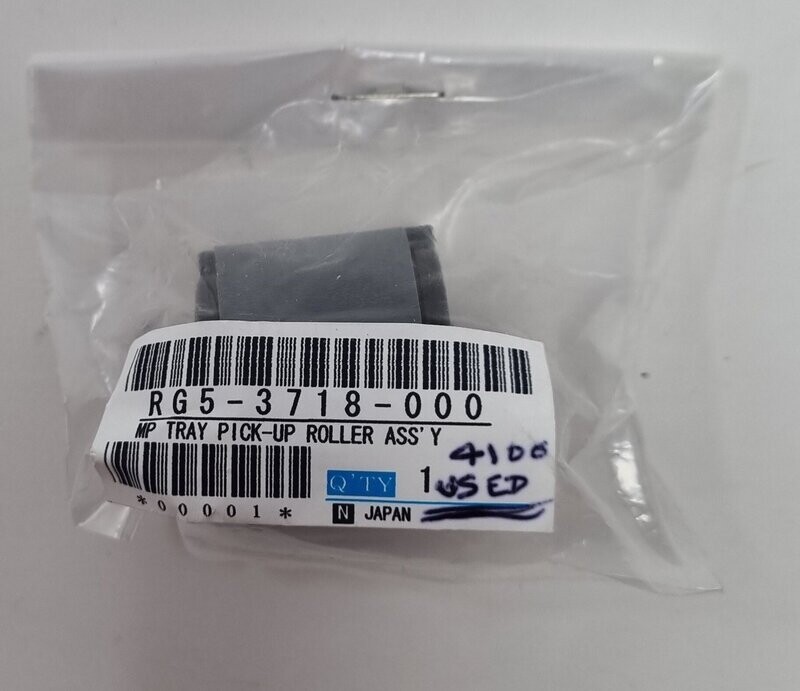 RG5-3718-000
MP TRAY PICK-UP ROLLER ASS'Y
4100
Q'TY 1 USED
*00001* N JAPAN